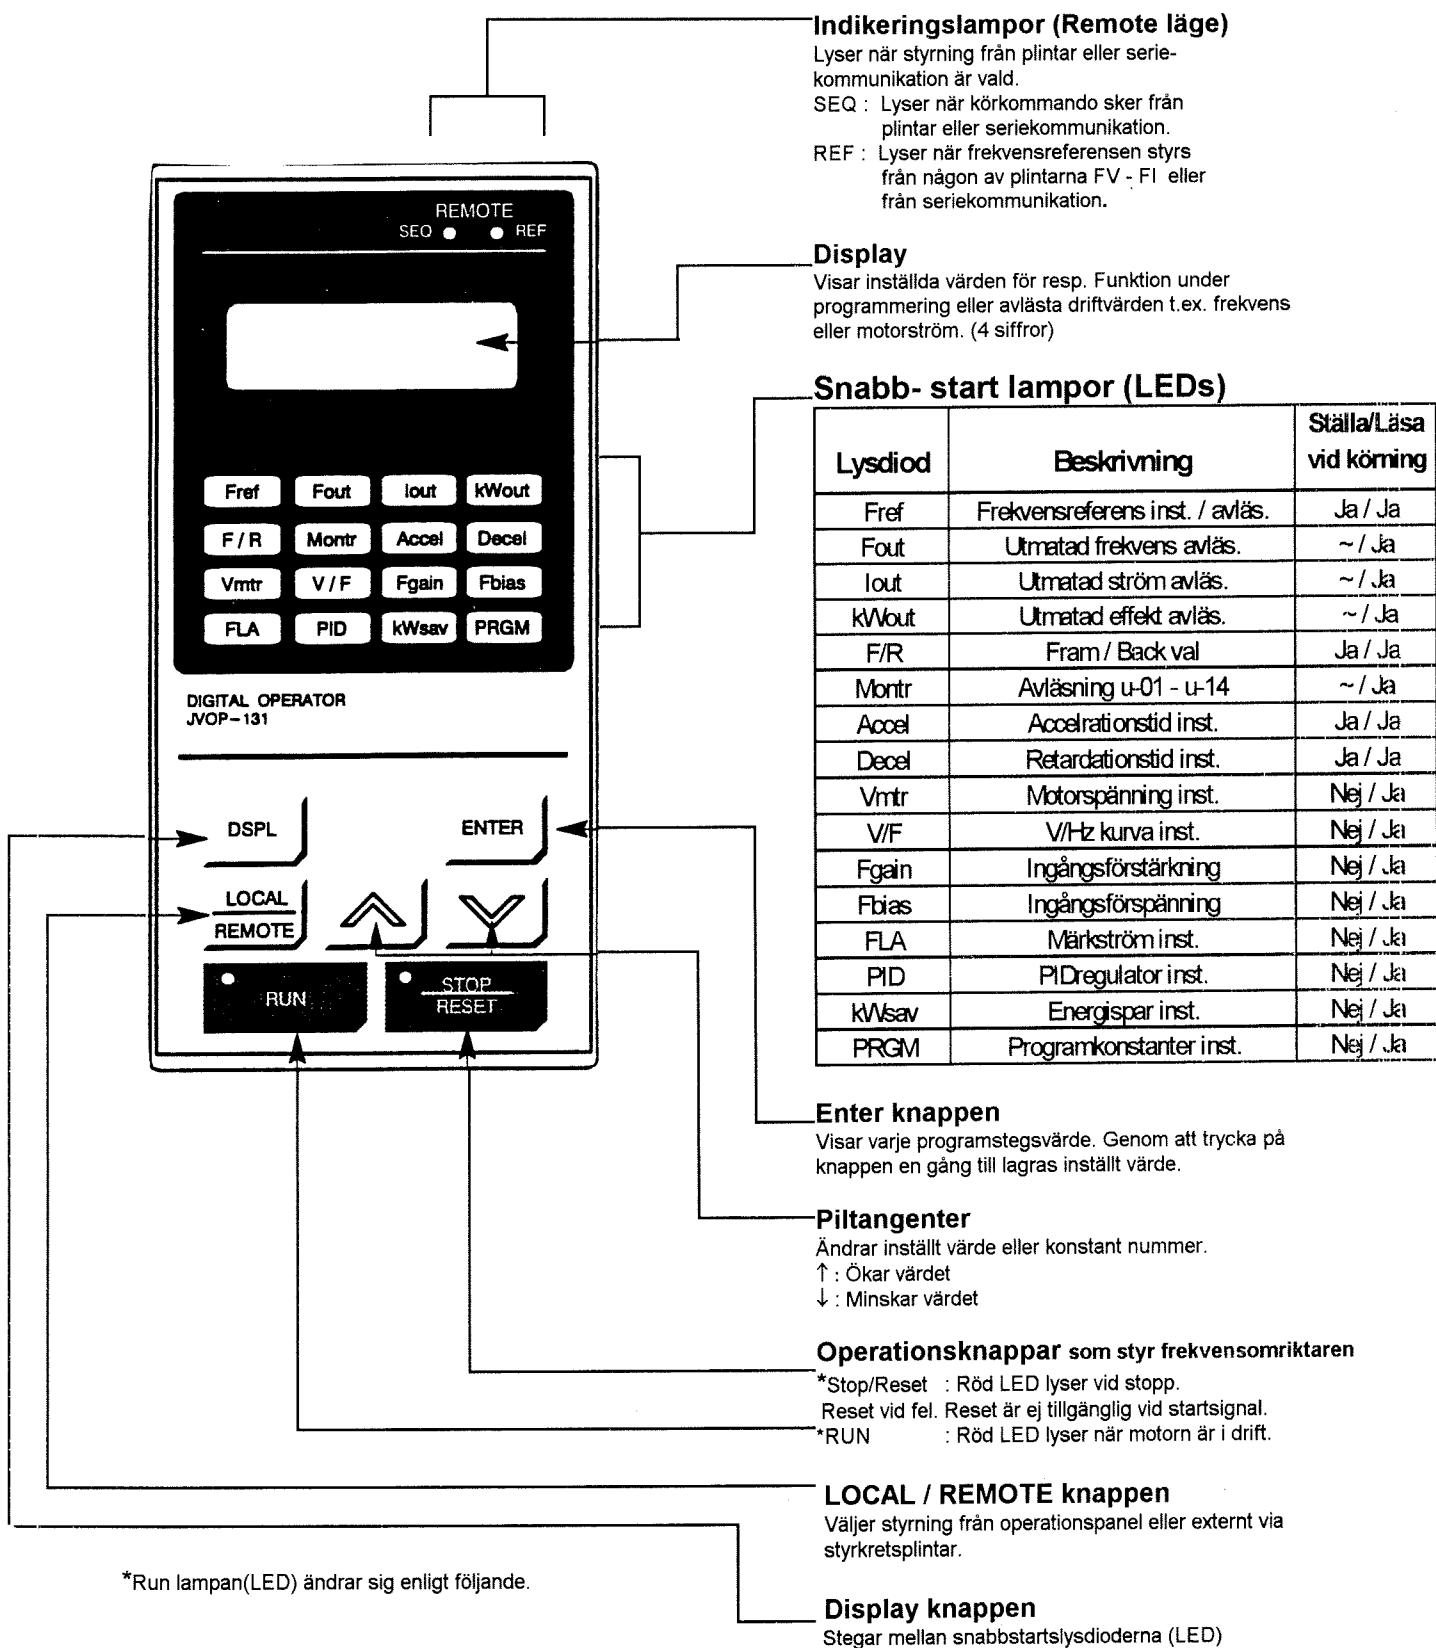 Indikeringslampor (Remote läge)
Lyser när styrning från plintar eller serie-
kommunikation är vald.
SEQ : Lyser när körkommando sker från
plintar eller seriekommunikation.
REF : Lyser när frekvensreferensen styrs
från någon av plintarna FV - FI eller
från seriekommunikation.
REMOTE
SEQ REF
Display
Visar inställda värden för resp. Funktion under
programmering eller avlästa driftvärden t.ex. frekvens
eller motorström. (4 siffror)
Snabb- start lampor (LEDs)
Lysdiod Beskrivning Ställa/Läsa
vid körning
Fref Frekvensreferens inst. / avläs. Ja / Ja
Fout Utmatad frekvens avläs. ~ / Ja
Iout Utmatad ström avläs. ~ / Ja
kWout Utmatad effekt avläs. ~ / Ja
F/R Fram / Back val Ja / Ja
Montr Avläsning u-01 - u-14 ~ / Ja
Accel Accelrationstid inst. Ja / Ja
Decel Retardationstid inst. Ja / Ja
Vmtr Motorspänning inst. Nej / Ja
V/F V/Hz kurva inst. Nej / Ja
Fgain Ingångsförstärkning Nej / Ja
Fbias Ingångsförspänning Nej / Ja
FLA Märkström inst. Nej / Ja
PID PIDregulator inst. Nej / Ja
kWsav Energispar inst. Nej / Ja
PRGM Programkonstanter inst. Nej / Ja
Fref Fout Iout kWout
F / R Montr Accel Decel
Vmtr V / F Fgain Fbias
FLA PID kWsav PRGM
DIGITAL OPERATOR
JVOP-131
DSPL ENTER
LOCAL
REMOTE
RUN STOP
RESET
Enter knappen
Visar varje programstegsvärde. Genom att trycka på
knappen en gång till lagras inställt värde.
Piltangenter
Ändrar inställt värde eller konstant nummer.
↑ : Ökar värdet
↓ : Minskar värdet
Operationsknappar som styr frekvensomriktaren
*Stop/Reset : Röd LED lyser vid stopp.
Reset vid fel. Reset är ej tillgänglig vid startsignal.
*RUN : Röd LED lyser när motorn är i drift.
LOCAL / REMOTE knappen
Väljer styrning från operationspanel eller externt via
styrkretsplintar.
*Run lampan(LED) ändrar sig enligt följande.
Display knappen
Stegar mellan snabbstartslysdioderna (LED)